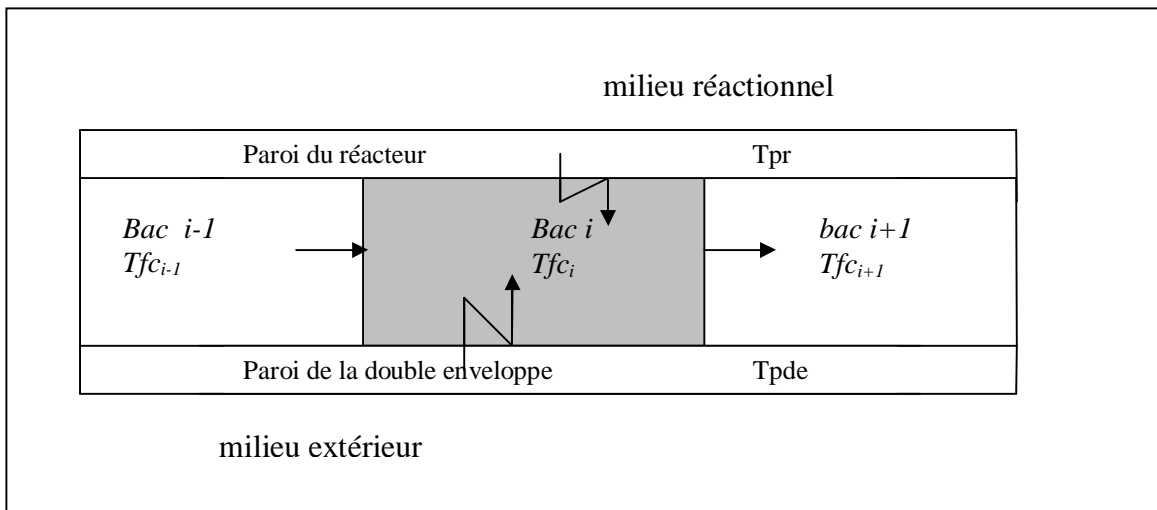 milieu réactionnel
Paroi du réacteur Tpr
Bac i-1 Bac i bac i+1
Tfci-1 Tfci Tfci+1
Paroi de la double enveloppe Tpde
milieu extérieur